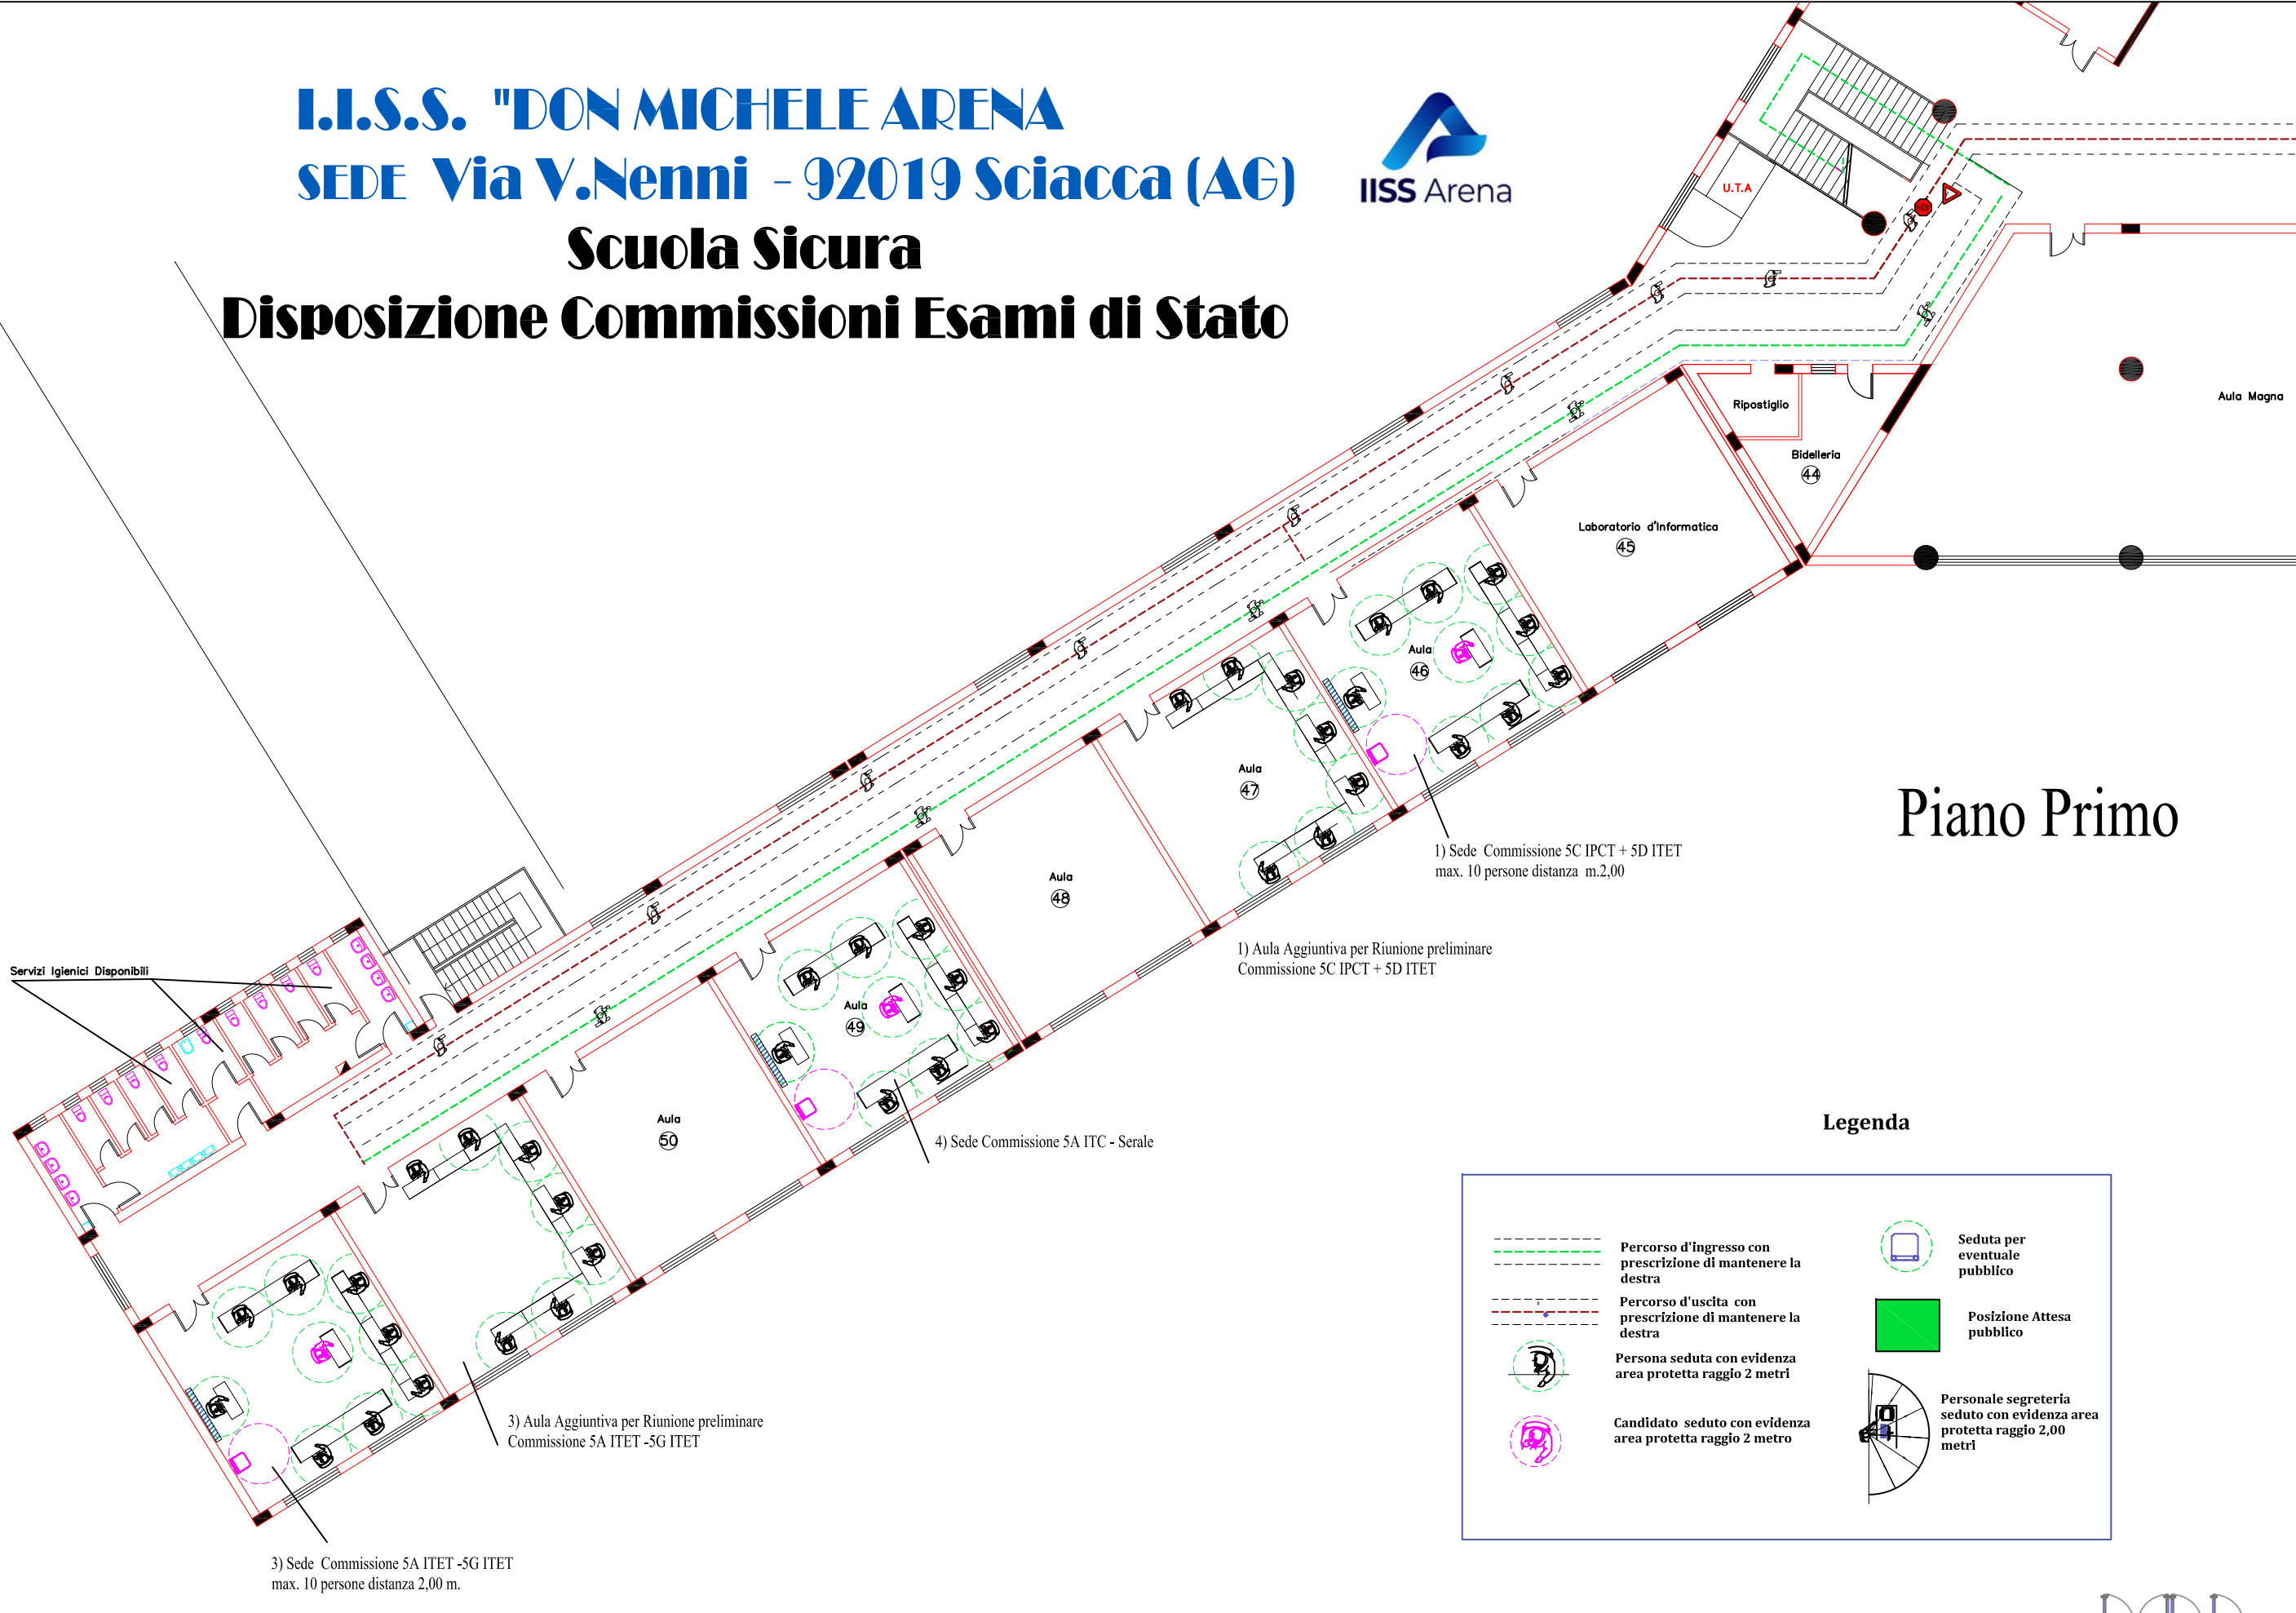 I.I.S.S. "DON MICHELE ARENA
SEDE Via V.Nenni - 92019 Sciacca (AG)
Scuola Sicura
Disposizione Commissioni Esami di Stato
IISS Arena
U.T.A
STOP
Aula Magna
Ripostiglio
Bidelleria
44
Laboratorio d'Informatica
45
Aula
46
Aula
47
Piano Primo
1) Sede Commissione 5C IPCT + 5D ITET
max. 10 persone distanza m.2,00
Aula
48
1) Aula Aggiuntiva per Riunione preliminare
Commissione 5C IPCT + 5D ITET
Servizi Igienici Disponibili
Aula
49
Aula
50
4) Sede Commissione 5A ITC - Serale
3) Aula Aggiuntiva per Riunione preliminare
Commissione 5A ITET -5G ITET
3) Sede Commissione 5A ITET -5G ITET
max. 10 persone distanza 2,00 m.
Legenda
Percorso d'ingresso con
prescrizione di mantenere la
destra
Percorso d'uscita con
prescrizione di mantenere la
destra
Persona seduta con evidenza
area protetta raggio 2 metri
Candidato seduto con evidenza
area protetta raggio 2 metro
Seduta per
eventuale
pubblico
Posizione Attesa
pubblico
Personale segreteria
seduto con evidenza area
protetta raggio 2,00
metri